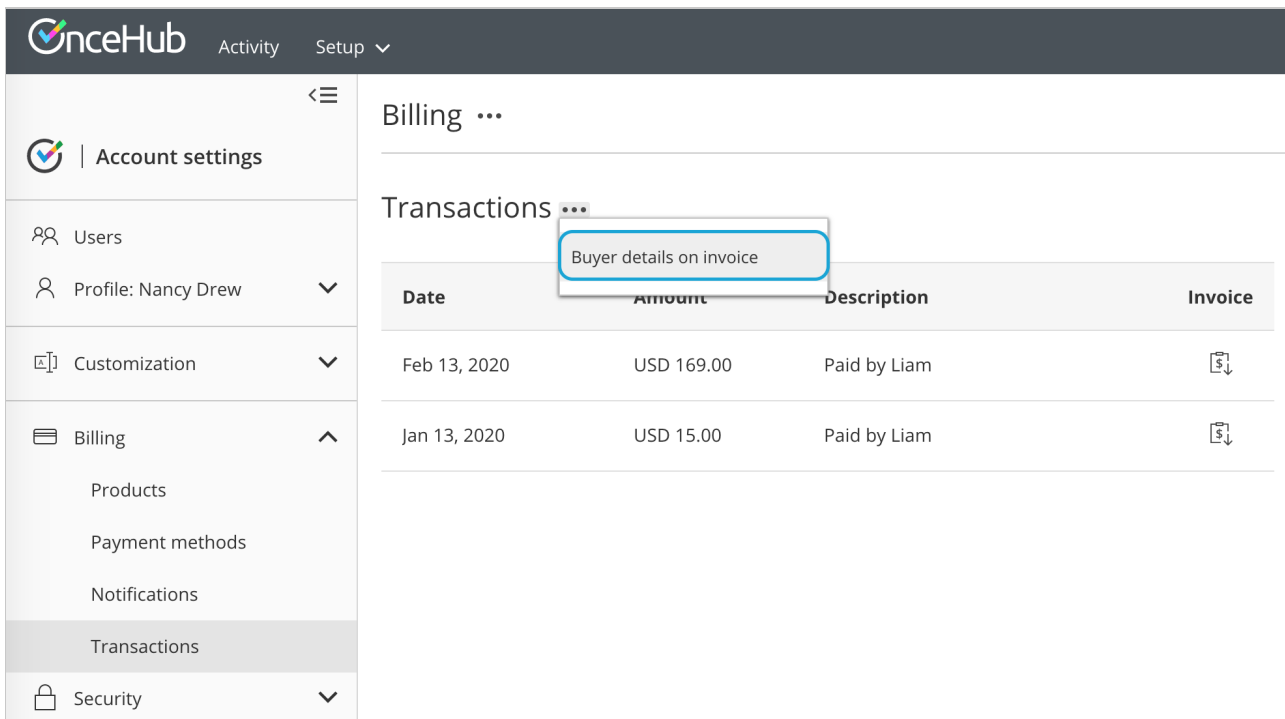 OnceHub Activity Setup
Billing
Account settings
Transactions
Users
Buyer details on invoice
Profile: Nancy Drew
Date Amount Description Invoice
Customization
Feb 13, 2020 USD 169.00 Paid by Liam
Billing
Jan 13, 2020 USD 15.00 Paid by Liam
Products
Payment methods
Notifications
Transactions
Security